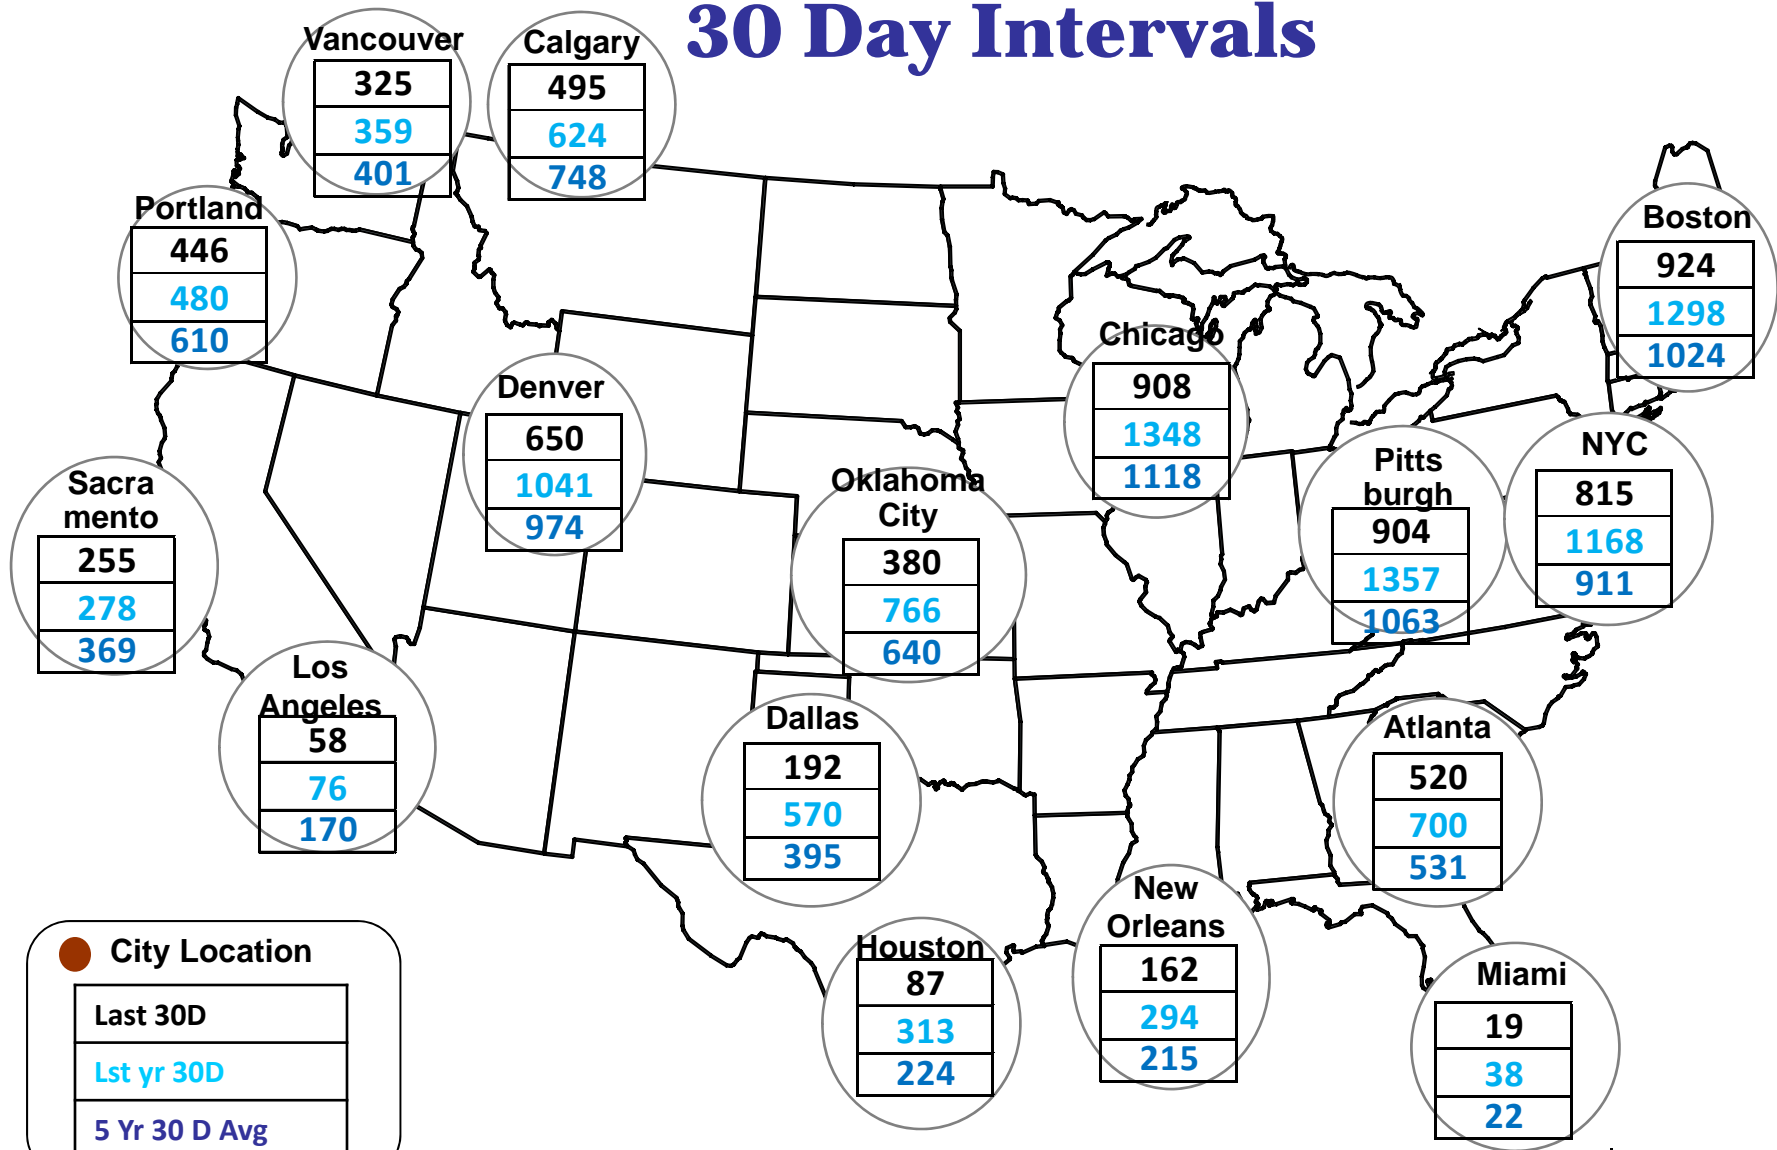 30 Day Intervals
Vancouver
325
359
401
Calgary
495
624
748
Portland
446
480
610
Boston
924
1298
1024
Chicago
908
1348
1118
Denver
650
1041
974
NYC
815
1168
911
Pitts
burgh
904
1357
1063
Oklahoma
City
380
766
640
Sacra
mento
255
278
369
Los
Angeles
58
76
170
Dallas
192
570
395
Atlanta
520
700
531
New
Orleans
162
294
215
Houston
87
313
224
Miami
19
38
22
City Location
Last 30D
Lst yr 30D
5 Yr 30 D Avg